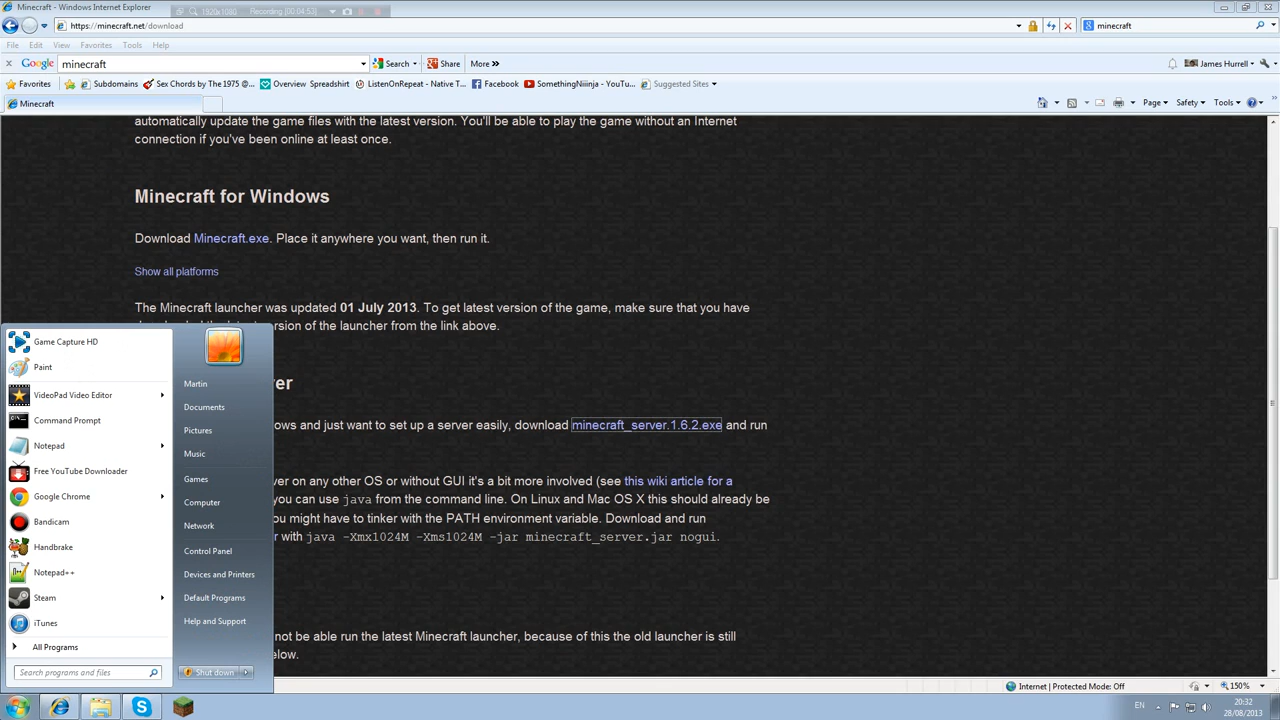 Minecraft - Windows Internet Explorer
1920x1080 Recording [00:04:53]
https://minecraft.net/download
minecraft
File Edit View Favorites Tools Help
Google minecraft Search Share More »
James Hurrell
Favorites Subdomains Sex Chords by The 1975 @... Overview Spreadshirt ListenOnRepeat - Native T... Facebook SomethingNiiinja - YouTu... Suggested Sites
Minecraft
Page Safety Tools
automatically update the game files with the latest version. You'll be able to play the game without an Internet
connection if you've been online at least once.
Minecraft for Windows
Download Minecraft.exe. Place it anywhere you want, then run it.
Show all platforms
The Minecraft launcher was updated 01 July 2013. To get latest version of the game, make sure that you have
version of the launcher from the link above.
er
ows and just want to set up a server easily, download minecraft_server.1.6.2.exe and run
ver on any other OS or without GUI it's a bit more involved (see this wiki article for a
you can use java from the command line. On Linux and Mac OS X this should already be
ou might have to tinker with the PATH environment variable. Download and run
r with java -Xmx1024M -Xms1024M -jar minecraft_server.jar nogui.
not be able run the latest Minecraft launcher, because of this the old launcher is still
elow.
Game Capture HD
Paint
VideoPad Video Editor
Command Prompt
Notepad
Free YouTube Downloader
Google Chrome
Bandicam
Handbrake
Notepad++
Steam
iTunes
All Programs
Search programs and files
Martin
Documents
Pictures
Music
Games
Computer
Network
Control Panel
Devices and Printers
Default Programs
Help and Support
Shut down
Internet | Protected Mode: Off
150%
EN
20:32
28/08/2013